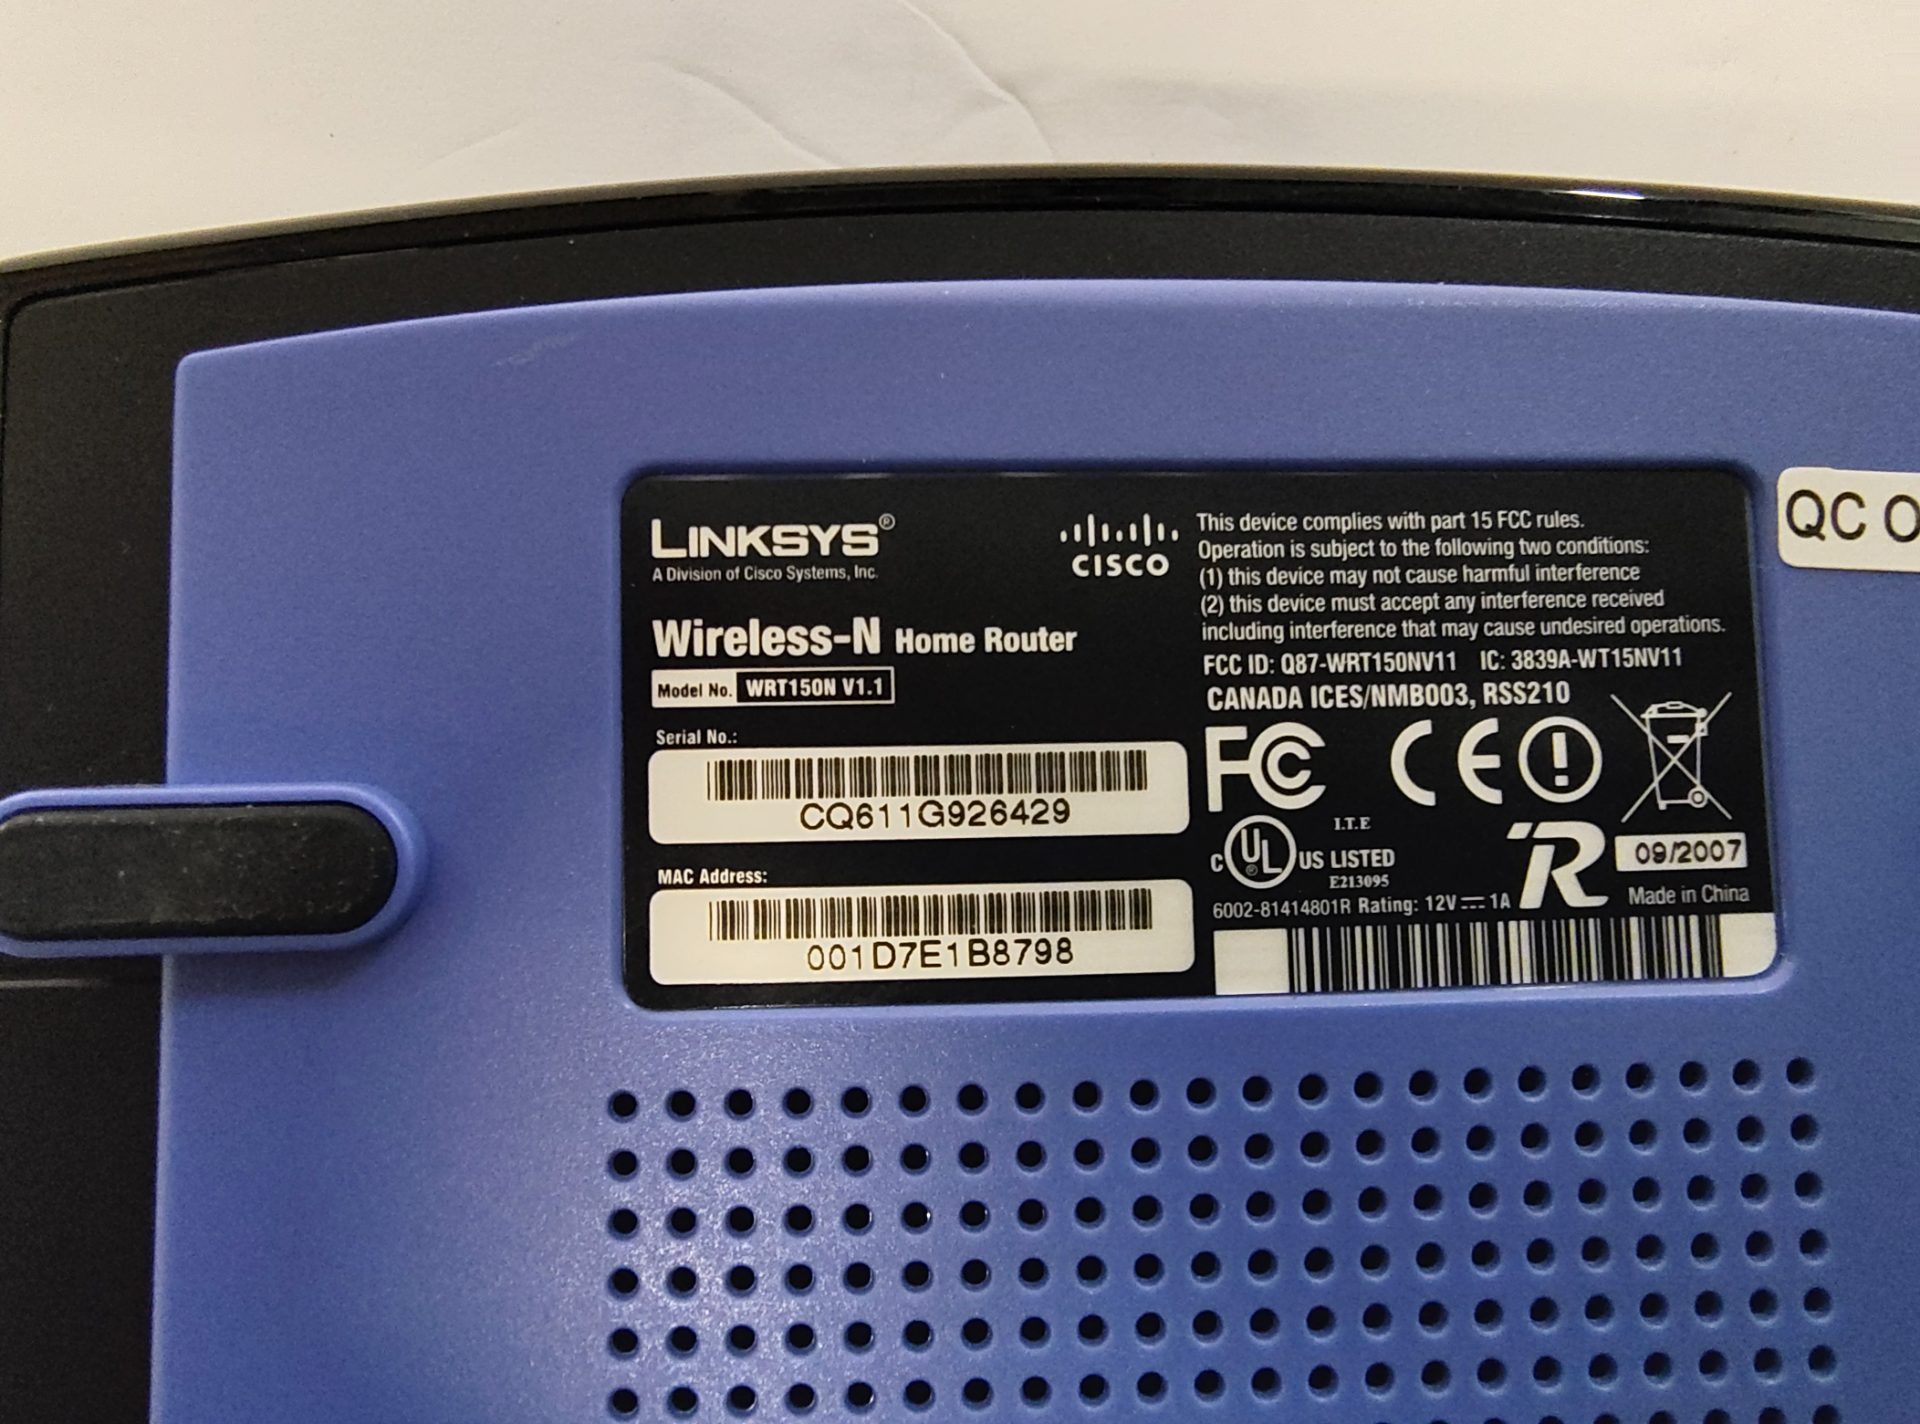 LINKSYS®
A Division of Cisco Systems, Inc.
CISCO
Wireless-N Home Router
Model No. WRT150N V1.1
Serial No.:
CQ611G926429
MAC Address:
001D7E1B8798
This device complies with part 15 FCC rules.
Operation is subject to the following two conditions:
(1) this device may not cause harmful interference
(2) this device must accept any interference received
including interference that may cause undesired operations.
FCC ID: Q87-WRT150NV11 IC: 3839A-WT15NV11
CANADA ICES/NMB003, RSS210
FC CE
I.T.E
C UL® US LISTED
E213095
R 09/2007
6002-81414801R Rating: 12V⎓1A
Made in China
QC